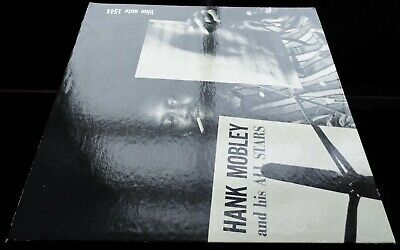 blue note 1544
HANK MOBLEY
and his ALL STARS